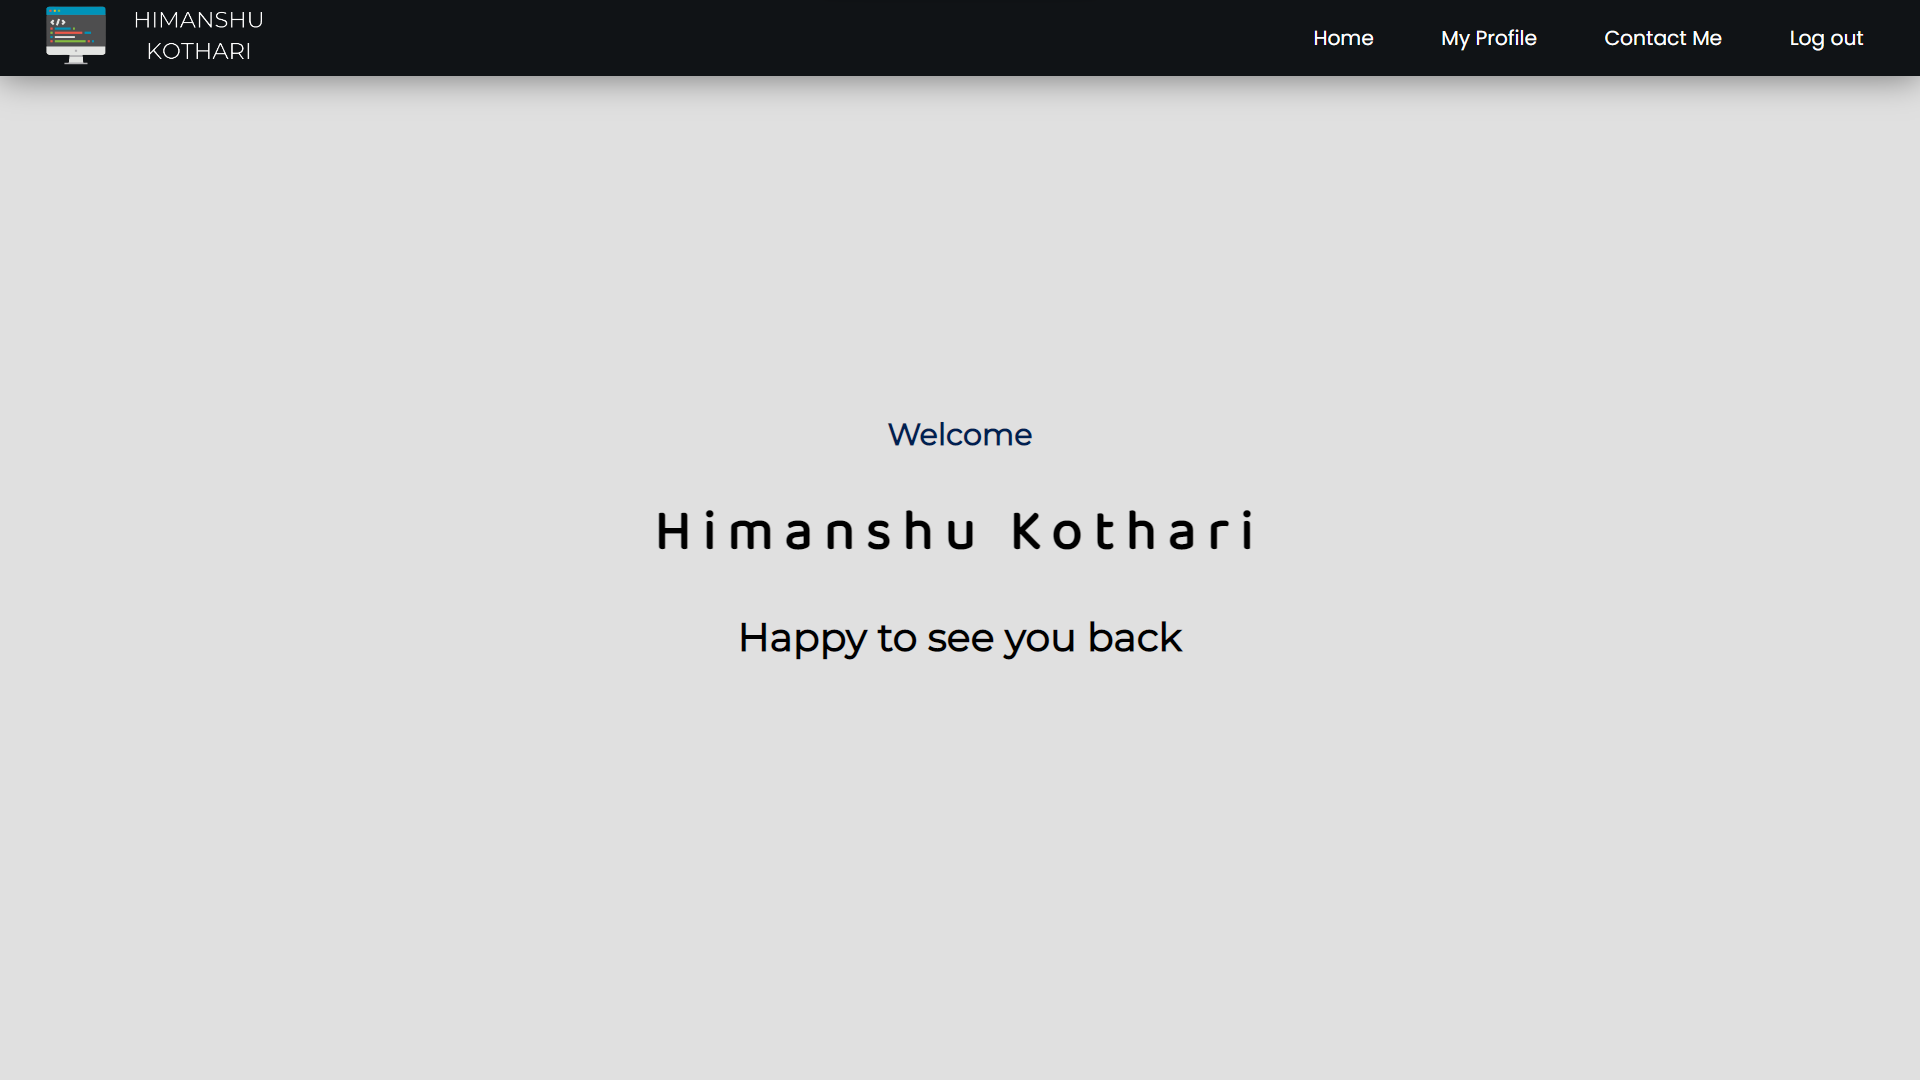 HIMANSHU
KOTHARI
Home My Profile Contact Me Log out
Welcome
Himanshu Kothari
Happy to see you back